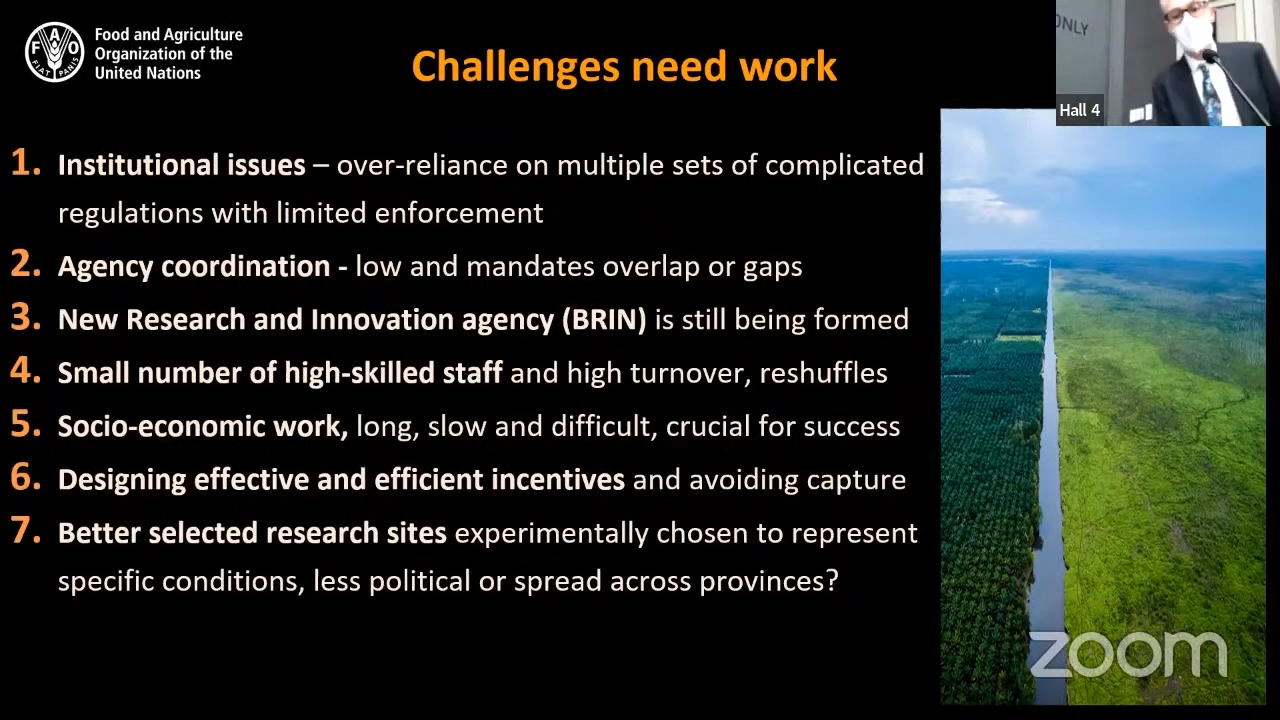 Food and Agriculture
Organization of the
United Nations
F A O
FIAT PANIS
Challenges need work
ONLY
Hall 4
1. Institutional issues – over-reliance on multiple sets of complicated
regulations with limited enforcement
2. Agency coordination - low and mandates overlap or gaps
3. New Research and Innovation agency (BRIN) is still being formed
4. Small number of high-skilled staff and high turnover, reshuffles
5. Socio-economic work, long, slow and difficult, crucial for success
6. Designing effective and efficient incentives and avoiding capture
7. Better selected research sites experimentally chosen to represent
specific conditions, less political or spread across provinces?
zoom